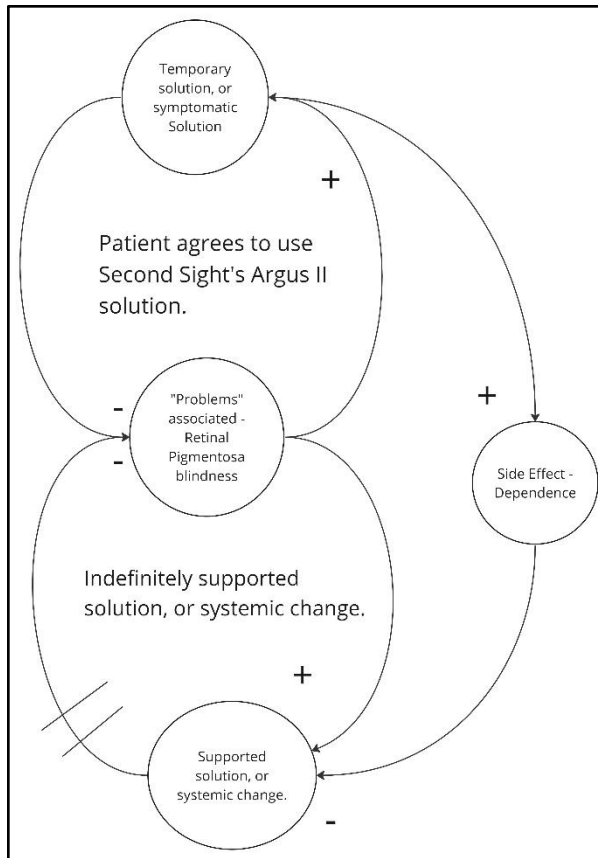 Temporary
solution, or
symptomatic
Solution
+
Patient agrees to use
Second Sight's Argus II
solution.
-
-
"Problems"
associated -
Retinal
Pigmentosa
blindness
+
Side Effect -
Dependence
Indefinitely supported
solution, or systemic change.
+
Supported
solution, or
systemic change.
-